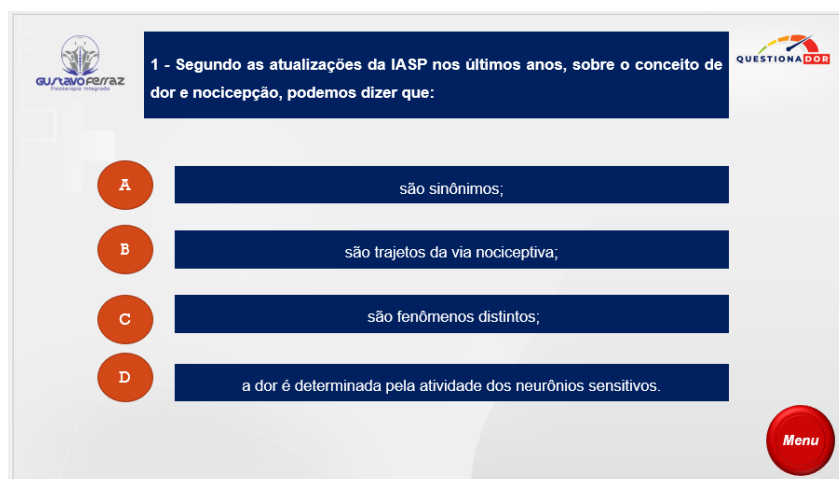 GUSTAVO FERRAZ
Fisioterapia Integrada
1 - Segundo as atualizações da IASP nos últimos anos, sobre o conceito de
dor e nocicepção, podemos dizer que:
QUESTIONADOR
A
são sinônimos;
B
são trajetos da via nociceptiva;
C
são fenômenos distintos;
D
a dor é determinada pela atividade dos neurônios sensitivos.
Menu